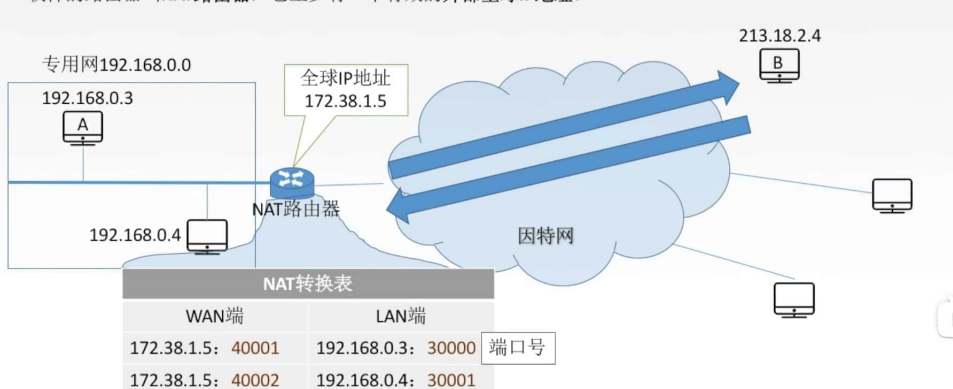 213.18.2.4
B
专用网192.168.0.0
全球IP地址
172.38.1.5
192.168.0.3
A
NAT路由器
192.168.0.4
因特网
NAT转换表
WAN端 LAN端
172.38.1.5：40001 192.168.0.3：30000 端口号
172.38.1.5：40002 192.168.0.4：30001